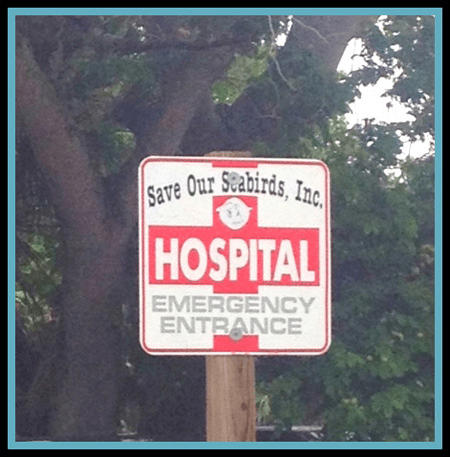 Save Our Seabirds, Inc.
HOSPITAL
EMERGENCY
ENTRANCE